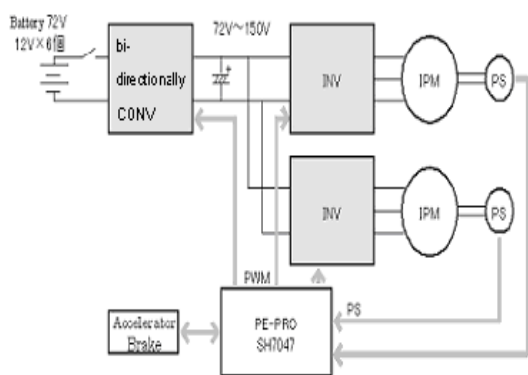 Battery 72V
12V×6個
bi-
directionally
CONV
72V～150V
+
INV
IPM
PS
INV
IPM
PS
PWM
PS
Accelerator
Brake
PE-PRO
SH7047